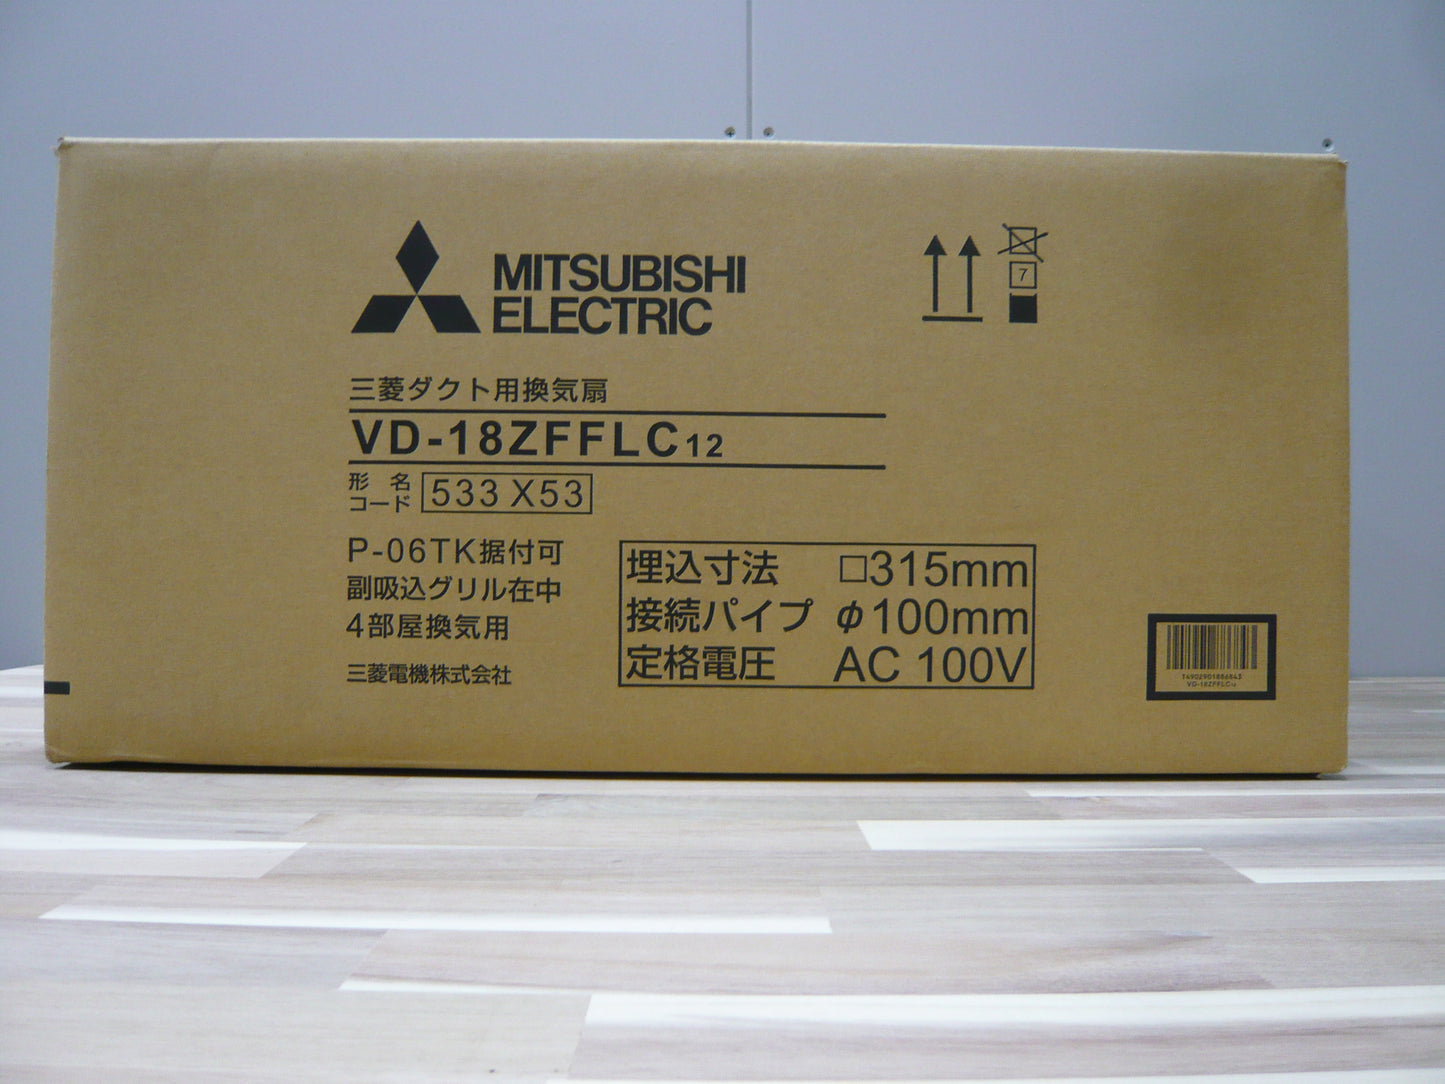 MITSUBISHI
ELECTRIC
7
三菱ダクト用換気扇
VD-18ZFFLC12
形 名
コード
533 X53
P-06TK据付可
副吸込グリル在中
4部屋換気用
三菱電機株式会社
埋込寸法 □315mm
接続パイプ φ100mm
定格電圧 AC 100V
14902901886843
VD-18ZFFLC12